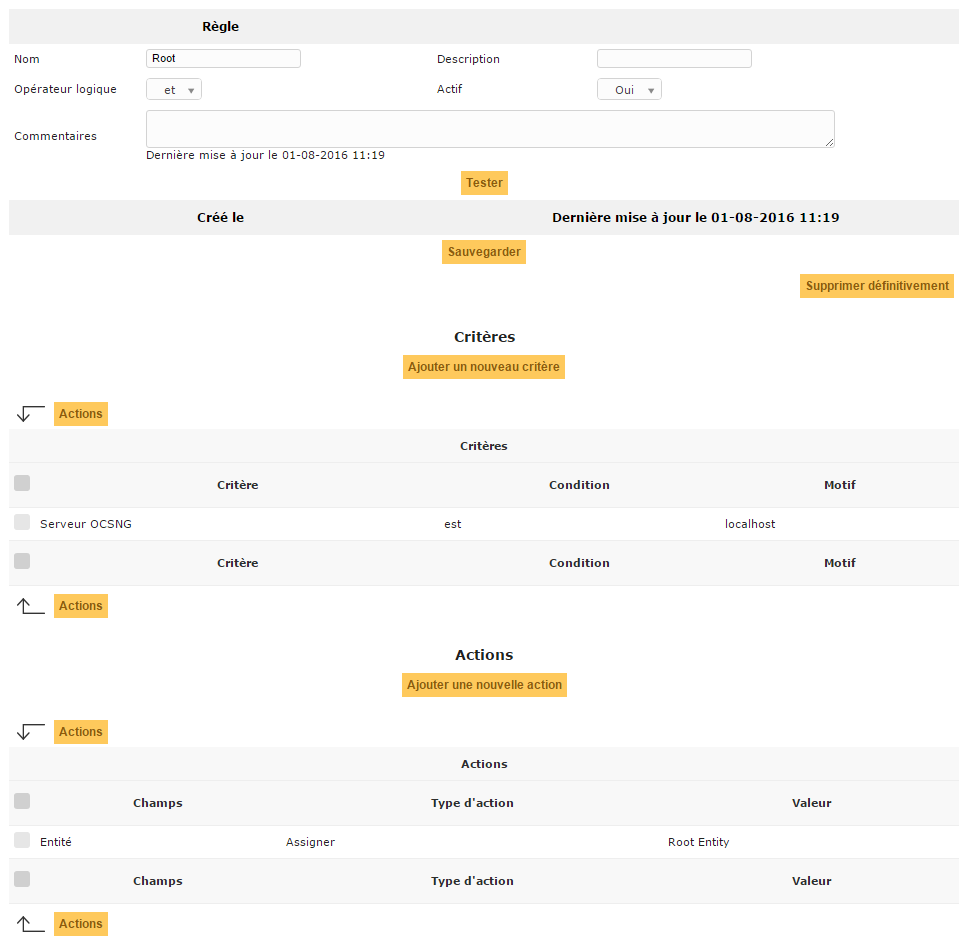 Règle
Nom Root Description
Opérateur logique et Actif Oui
Commentaires
Dernière mise à jour le 01-08-2016 11:19
Tester
Créé le Dernière mise à jour le 01-08-2016 11:19
Sauvegarder
Supprimer définitivement
Critères
Ajouter un nouveau critère
Actions
Critères
Critère Condition Motif
Serveur OCSNG est localhost
Critère Condition Motif
Actions
Actions
Ajouter une nouvelle action
Actions
Actions
Champs Type d'action Valeur
Entité Assigner Root Entity
Champs Type d'action Valeur
Actions